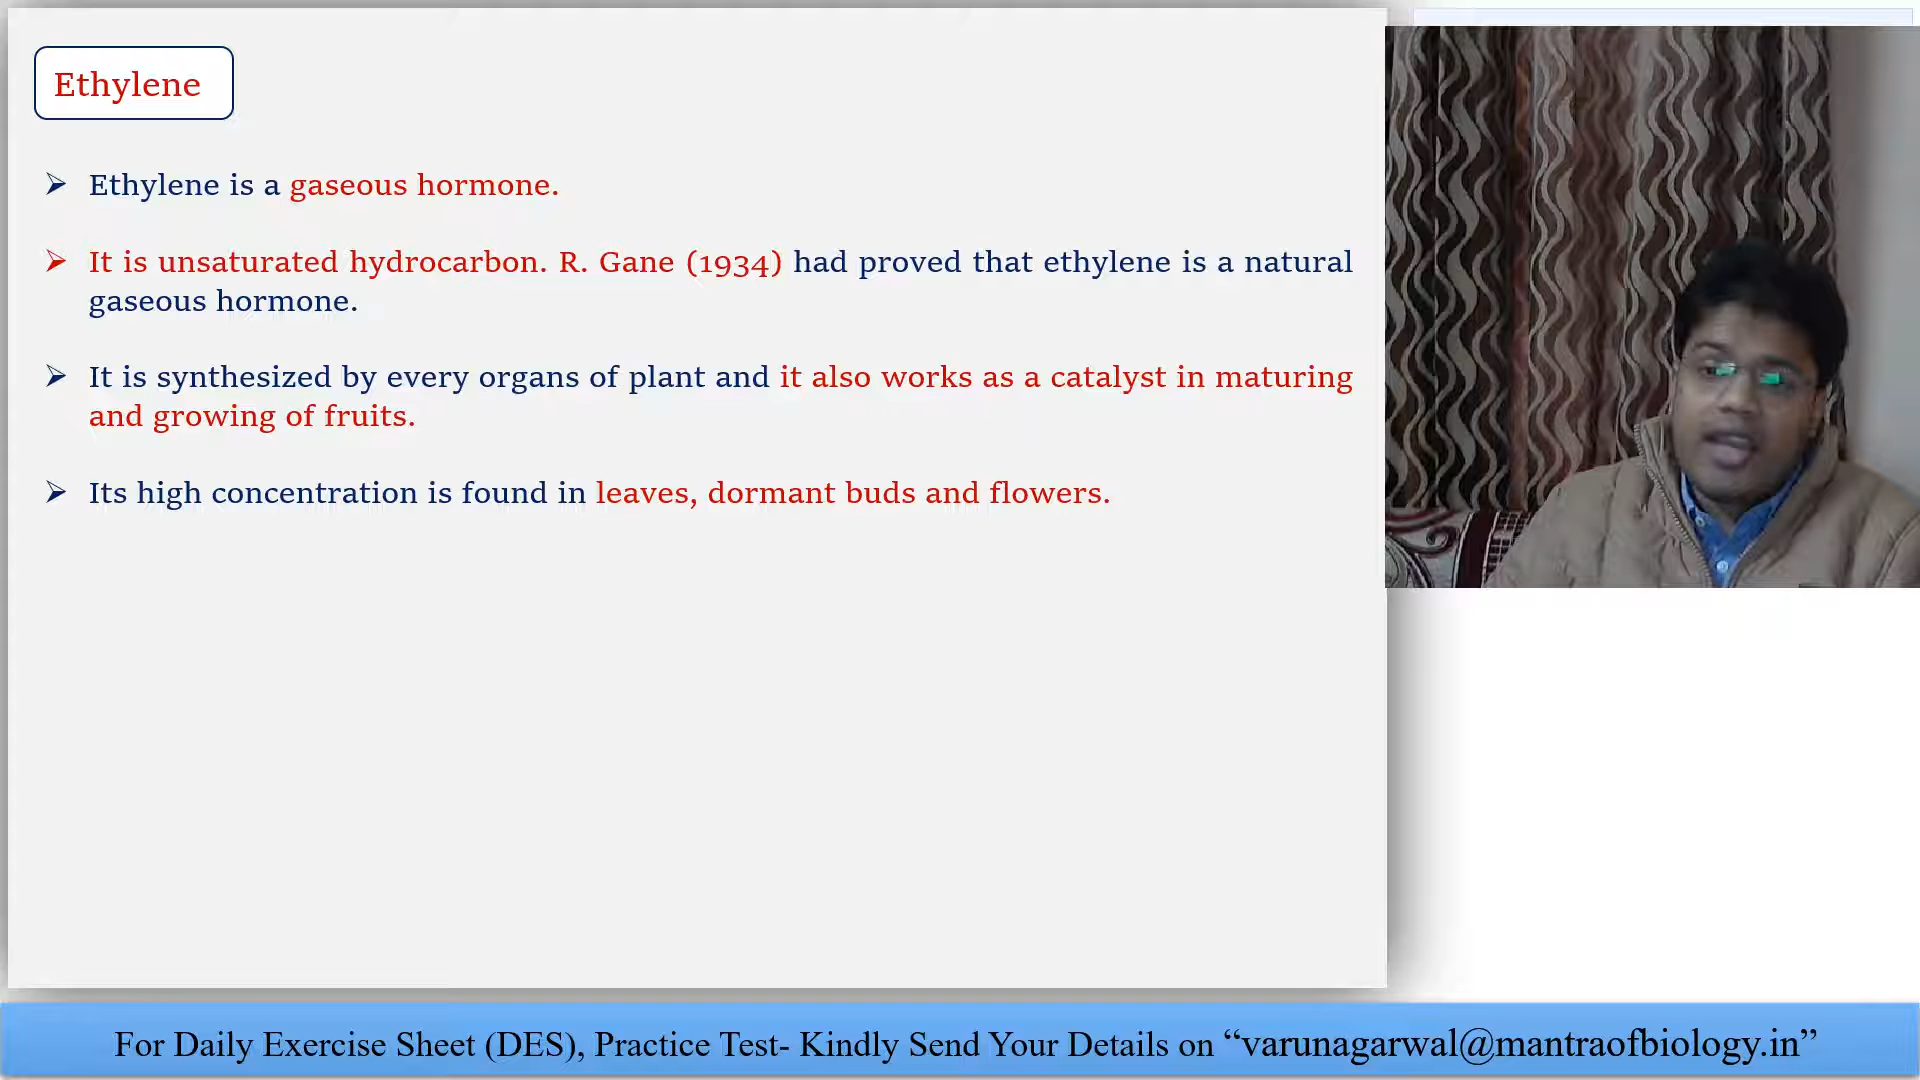 Ethylene
➢ Ethylene is a gaseous hormone.
➢ It is unsaturated hydrocarbon. R. Gane (1934) had proved that ethylene is a natural
gaseous hormone.
➢ It is synthesized by every organs of plant and it also works as a catalyst in maturing
and growing of fruits.
➢ Its high concentration is found in leaves, dormant buds and flowers.
For Daily Exercise Sheet (DES), Practice Test- Kindly Send Your Details on “varunagarwal@mantraofbiology.in”